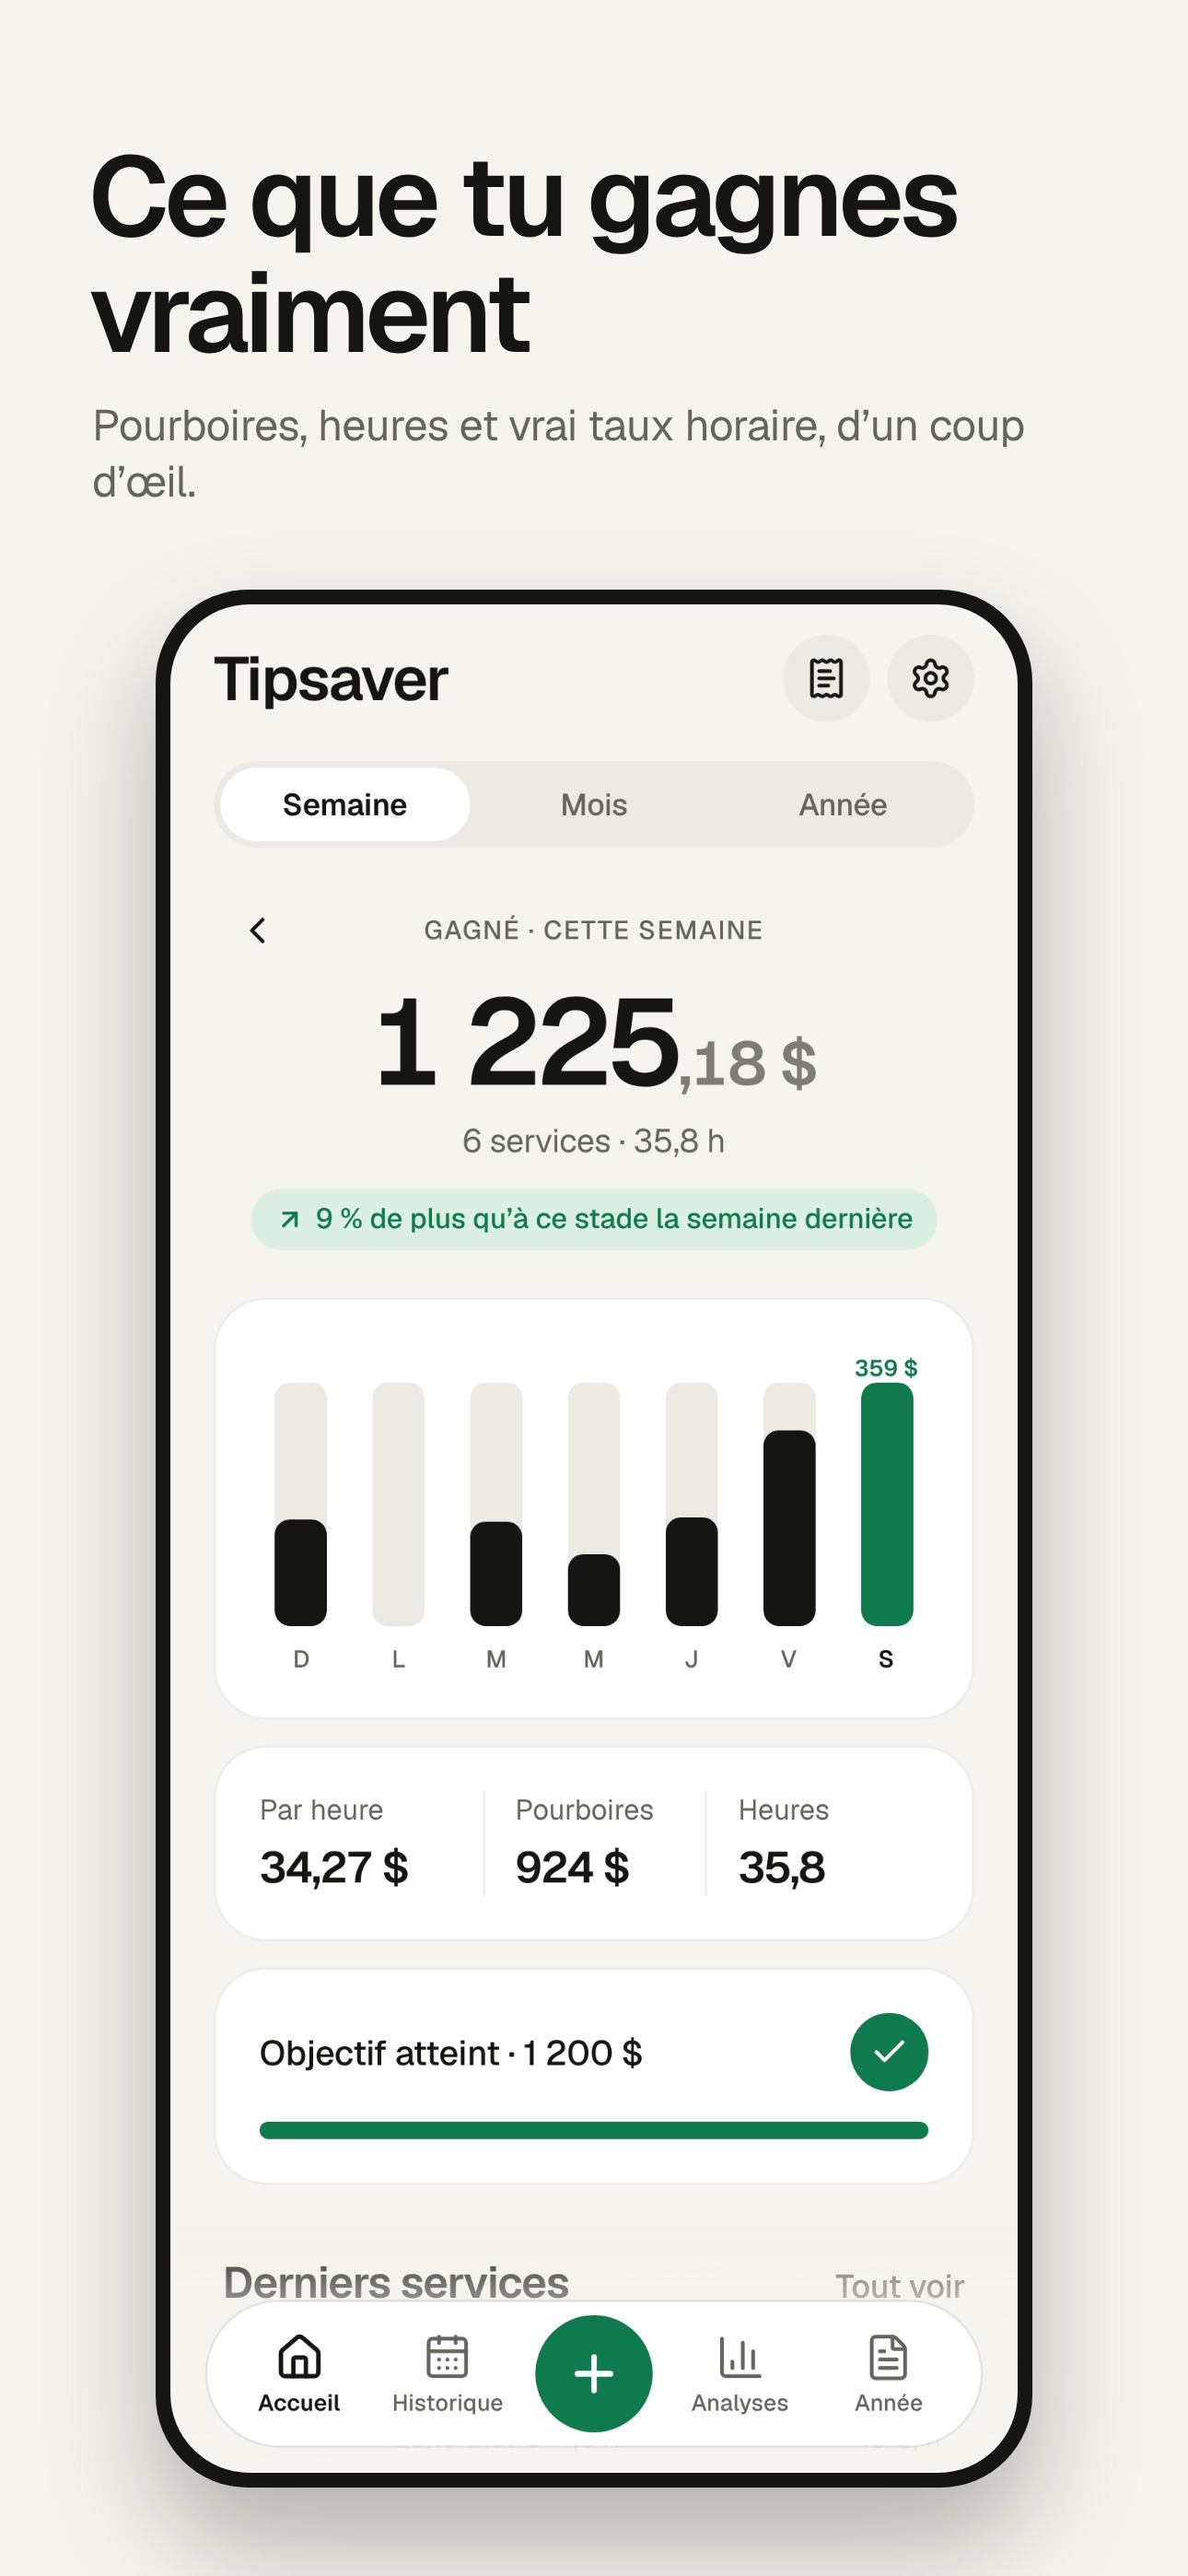 Ce que tu gagnes
vraiment
Pourboires, heures et vrai taux horaire, d’un coup
d’œil.
Tipsaver
Semaine Mois Année
GAGNÉ · CETTE SEMAINE
1 225,18 $
6 services · 35,8 h
9 % de plus qu’à ce stade la semaine dernière
359 $
D L M M J V S
Par heure Pourboires Heures
34,27 $ 924 $ 35,8
Objectif atteint · 1 200 $
Derniers services Tout voir
Accueil Historique Analyses Année